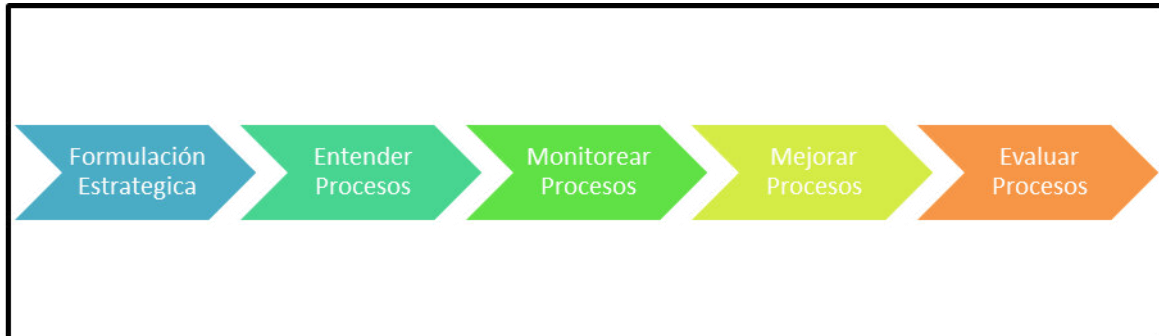 Formulación
Estrategica
Entender
Procesos
Monitorear
Procesos
Mejorar
Procesos
Evaluar
Procesos